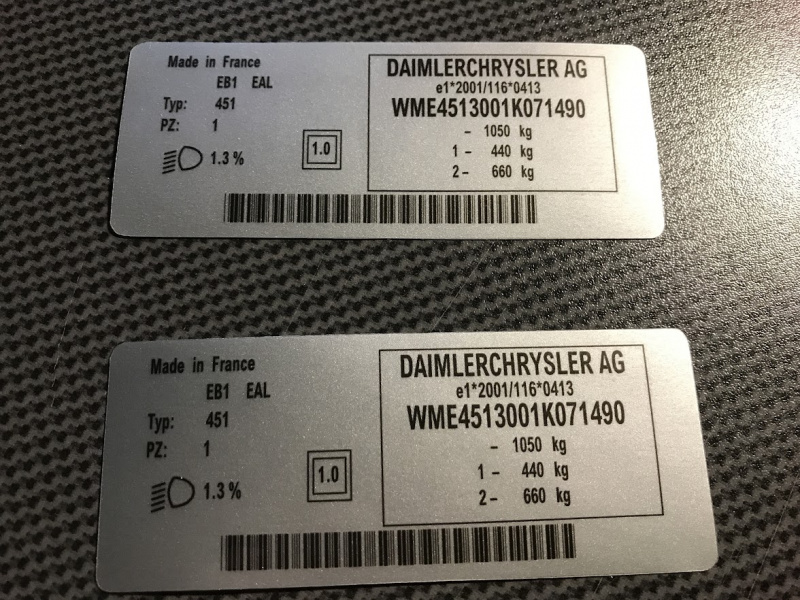 Made in France
EB1 EAL
Typ: 451
PZ: 1
1.3 %
1.0
DAIMLERCHRYSLER AG
e1*2001/116*0413
WME4513001K071490
- 1050 kg
1 - 440 kg
2 - 660 kg
Made in France
EB1 EAL
Typ: 451
PZ: 1
1.3 %
1.0
DAIMLERCHRYSLER AG
e1*2001/116*0413
WME4513001K071490
- 1050 kg
1 - 440 kg
2 - 660 kg